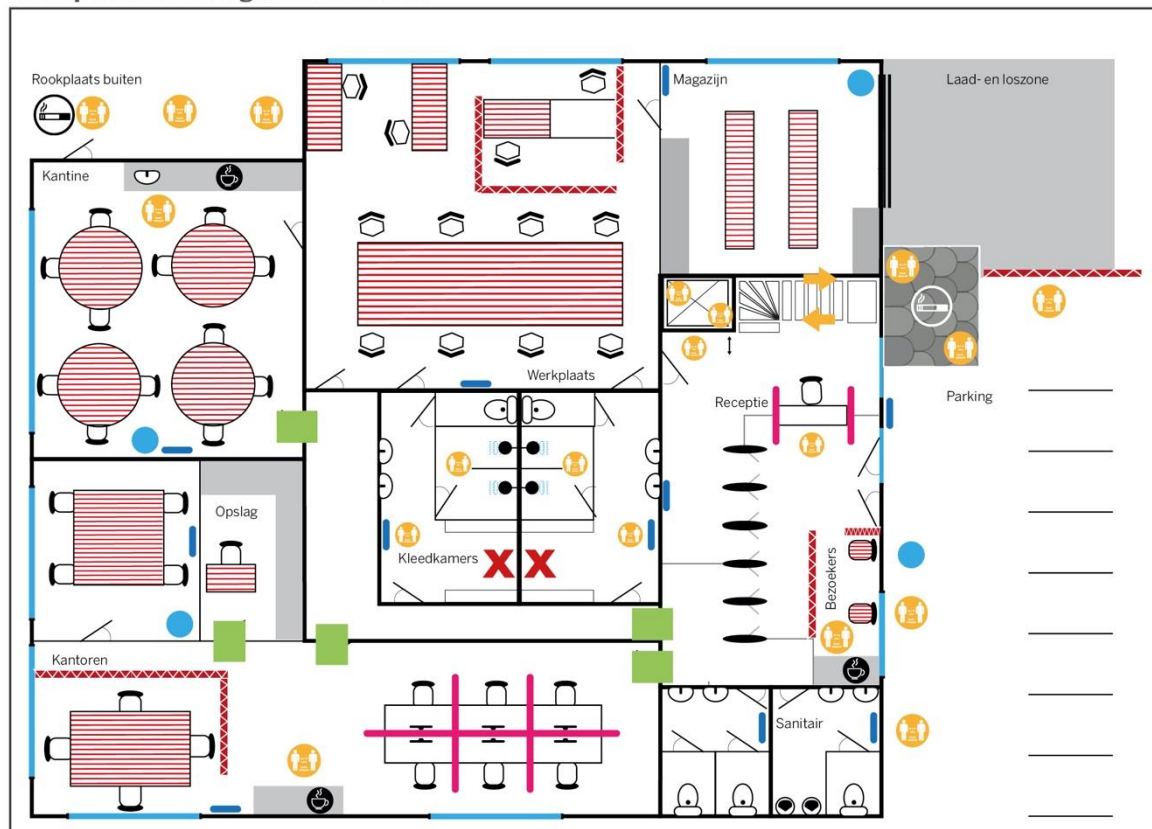 Rookplaats buiten
Magazijn
Laad- en loszone
Kantine
Werkplaats
Receptie
Parking
Opslag
Kleedkamers
Bezoekers
Kantoren
Sanitair